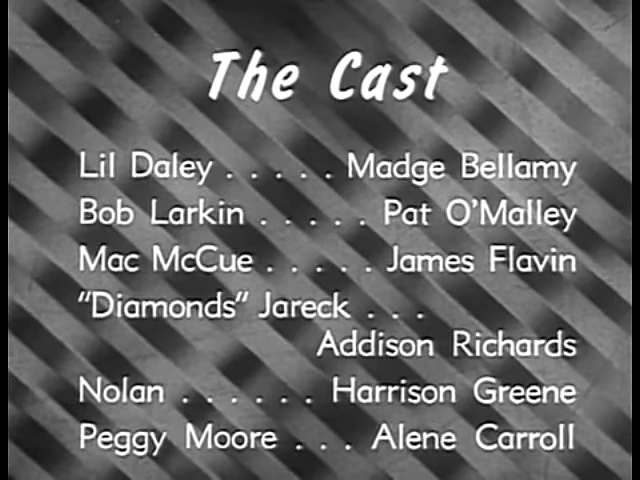 The Cast
Lil Daley . . . . . Madge Bellamy
Bob Larkin . . . . . Pat O'Malley
Mac McCue . . . . . James Flavin
"Diamonds" Jareck . . .
Addison Richards
Nolan . . . . . . Harrison Greene
Peggy Moore . . . Alene Carroll